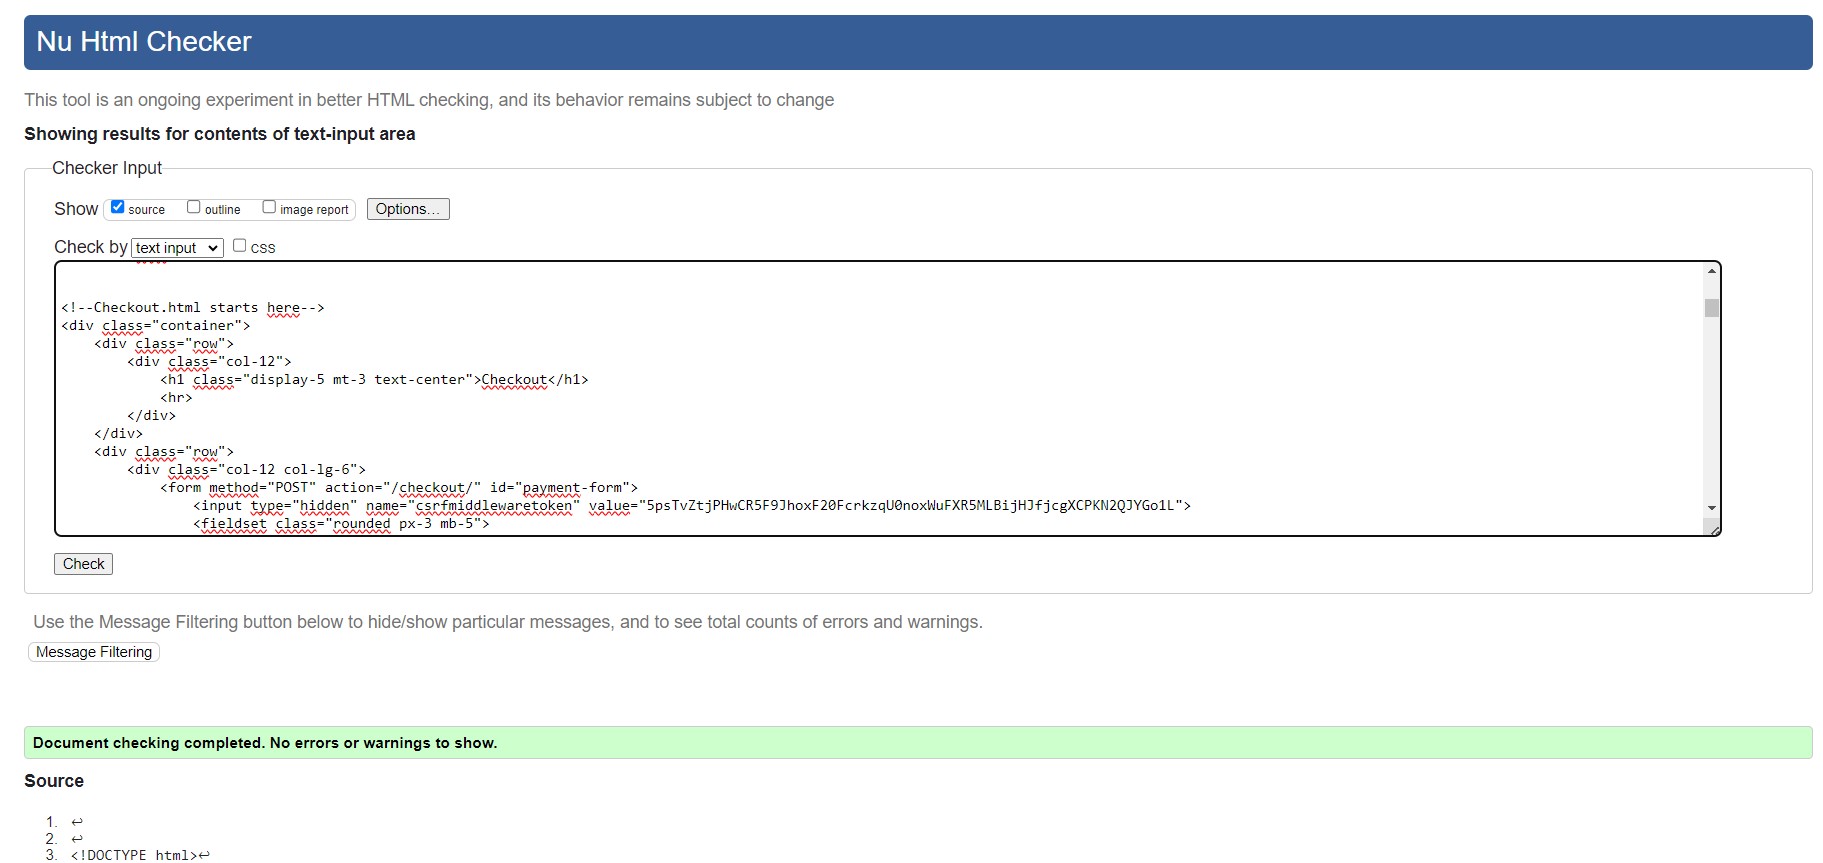 Nu Html Checker
This tool is an ongoing experiment in better HTML checking, and its behavior remains subject to change
Showing results for contents of text-input area
Checker Input
Show source outline image report Options...
Check by text input css
<!--Checkout.html starts here-->
<div class="container">
    <div class="row">
        <div class="col-12">
            <h1 class="display-5 mt-3 text-center">Checkout</h1>
            <hr>
        </div>
    </div>
    <div class="row">
        <div class="col-12 col-lg-6">
            <form method="POST" action="/checkout/" id="payment-form">
                <input type="hidden" name="csrfmiddlewaretoken" value="5psTvZtjPHwCR5F9JhoxF20FcrkzqU0noxWuFXR5MLBijHJfjcgXCPKN2QJYGo1L">
                <fieldset class="rounded px-3 mb-5">
Check
Use the Message Filtering button below to hide/show particular messages, and to see total counts of errors and warnings.
Message Filtering
Document checking completed. No errors or warnings to show.
Source
1. ↩
2. ↩
3. <!DOCTYPE html>↩